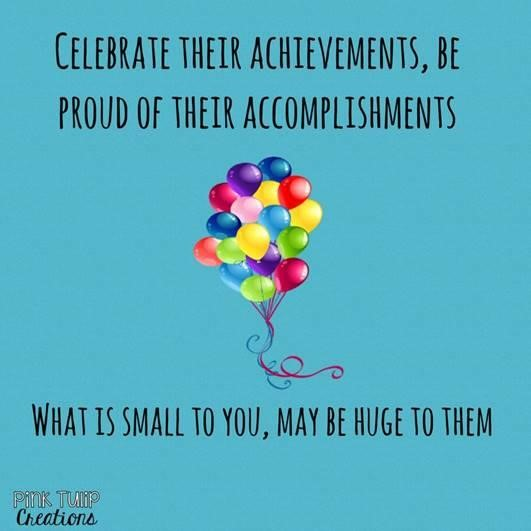 CELEBRATE THEIR ACHIEVEMENTS, BE
PROUD OF THEIR ACCOMPLISHMENTS
WHAT IS SMALL TO YOU, MAY BE HUGE TO THEM
Pink Tulip
Creations